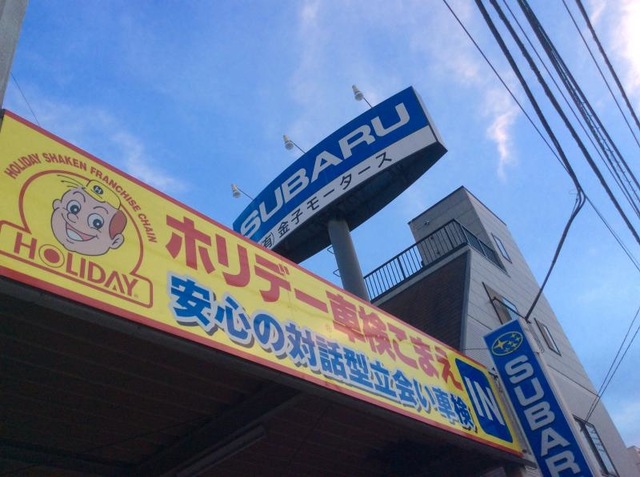 SUBARU
(有)金子モータース
HOLIDAY SHAKEN FRANCHISE CHAIN
HOLIDAY
ホリデー車検こまえ
安心の対話型立会い車検
IN
SUBARU